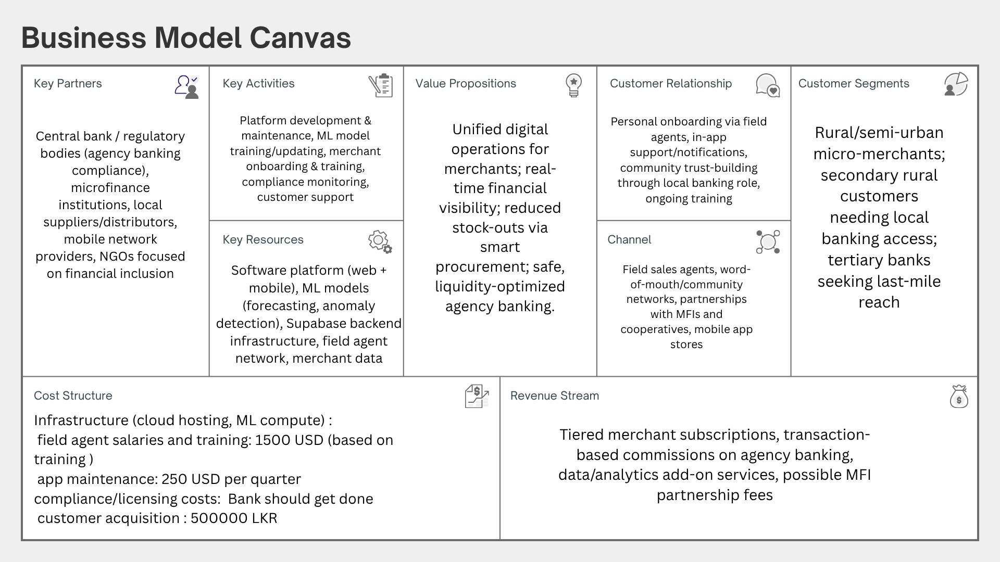 Business Model Canvas
Key Partners
Central bank / regulatory
bodies (agency banking
compliance),
microfinance
institutions, local
suppliers/distributors,
mobile network
providers, NGOs focused
on financial inclusion
Key Activities
Platform development &
maintenance, ML model
training/updating, merchant
onboarding & training,
compliance monitoring,
customer support
Key Resources
Software platform (web +
mobile), ML models
(forecasting, anomaly
detection), Supabase backend
infrastructure, field agent
network, merchant data
Value Propositions
Unified digital
operations for
merchants; real-
time financial
visibility; reduced
stock-outs via
smart
procurement; safe,
liquidity-optimized
agency banking.
Customer Relationship
Personal onboarding via field
agents, in-app
support/notifications,
community trust-building
through local banking role,
ongoing training
Channel
Field sales agents, word-
of-mouth/community
networks, partnerships
with MFIs and
cooperatives, mobile app
stores
Customer Segments
Rural/semi-urban
micro-merchants;
secondary rural
customers
needing local
banking access;
tertiary banks
seeking last-mile
reach
Cost Structure
Infrastructure (cloud hosting, ML compute) :
field agent salaries and training: 1500 USD (based on
training )
app maintenance: 250 USD per quarter
compliance/licensing costs:  Bank should get done
customer acquisition : 500000 LKR
Revenue Stream
Tiered merchant subscriptions, transaction-
based commissions on agency banking,
data/analytics add-on services, possible MFI
partnership fees